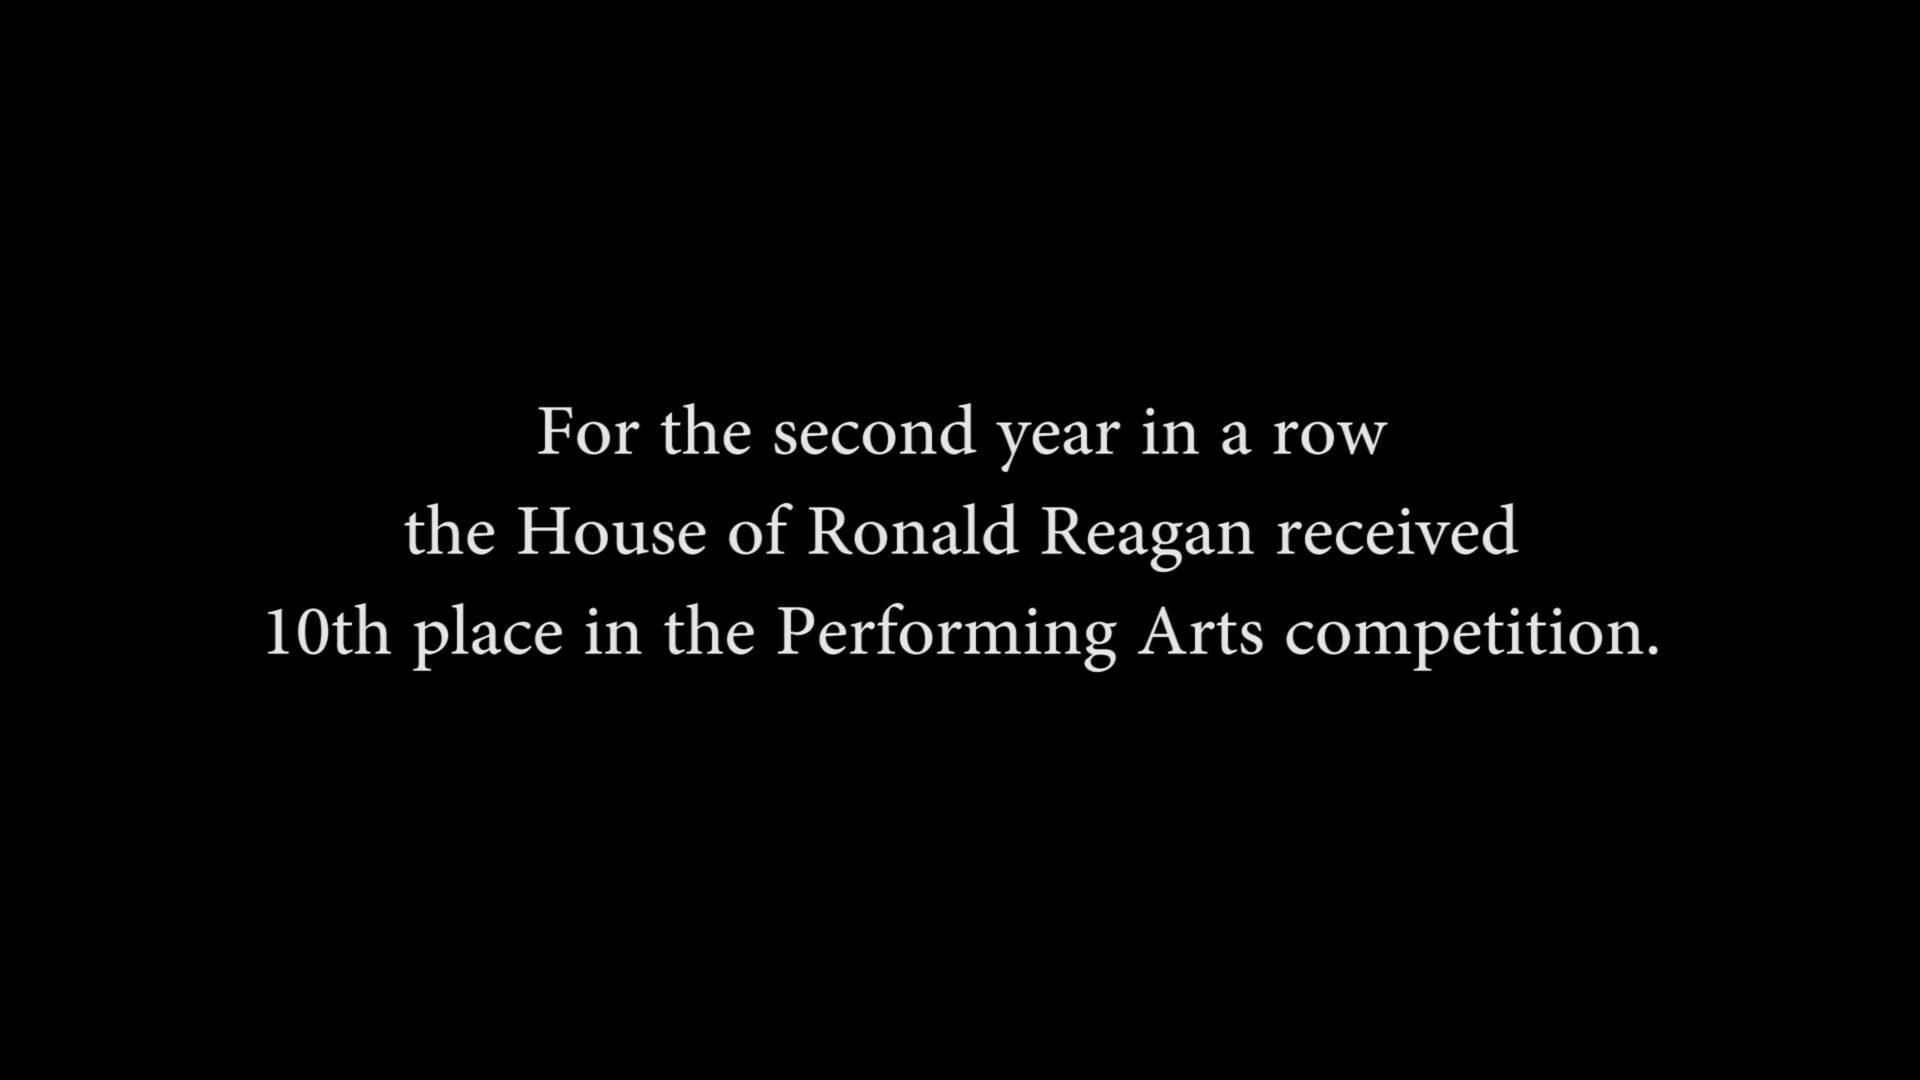 For the second year in a row
the House of Ronald Reagan received
10th place in the Performing Arts competition.